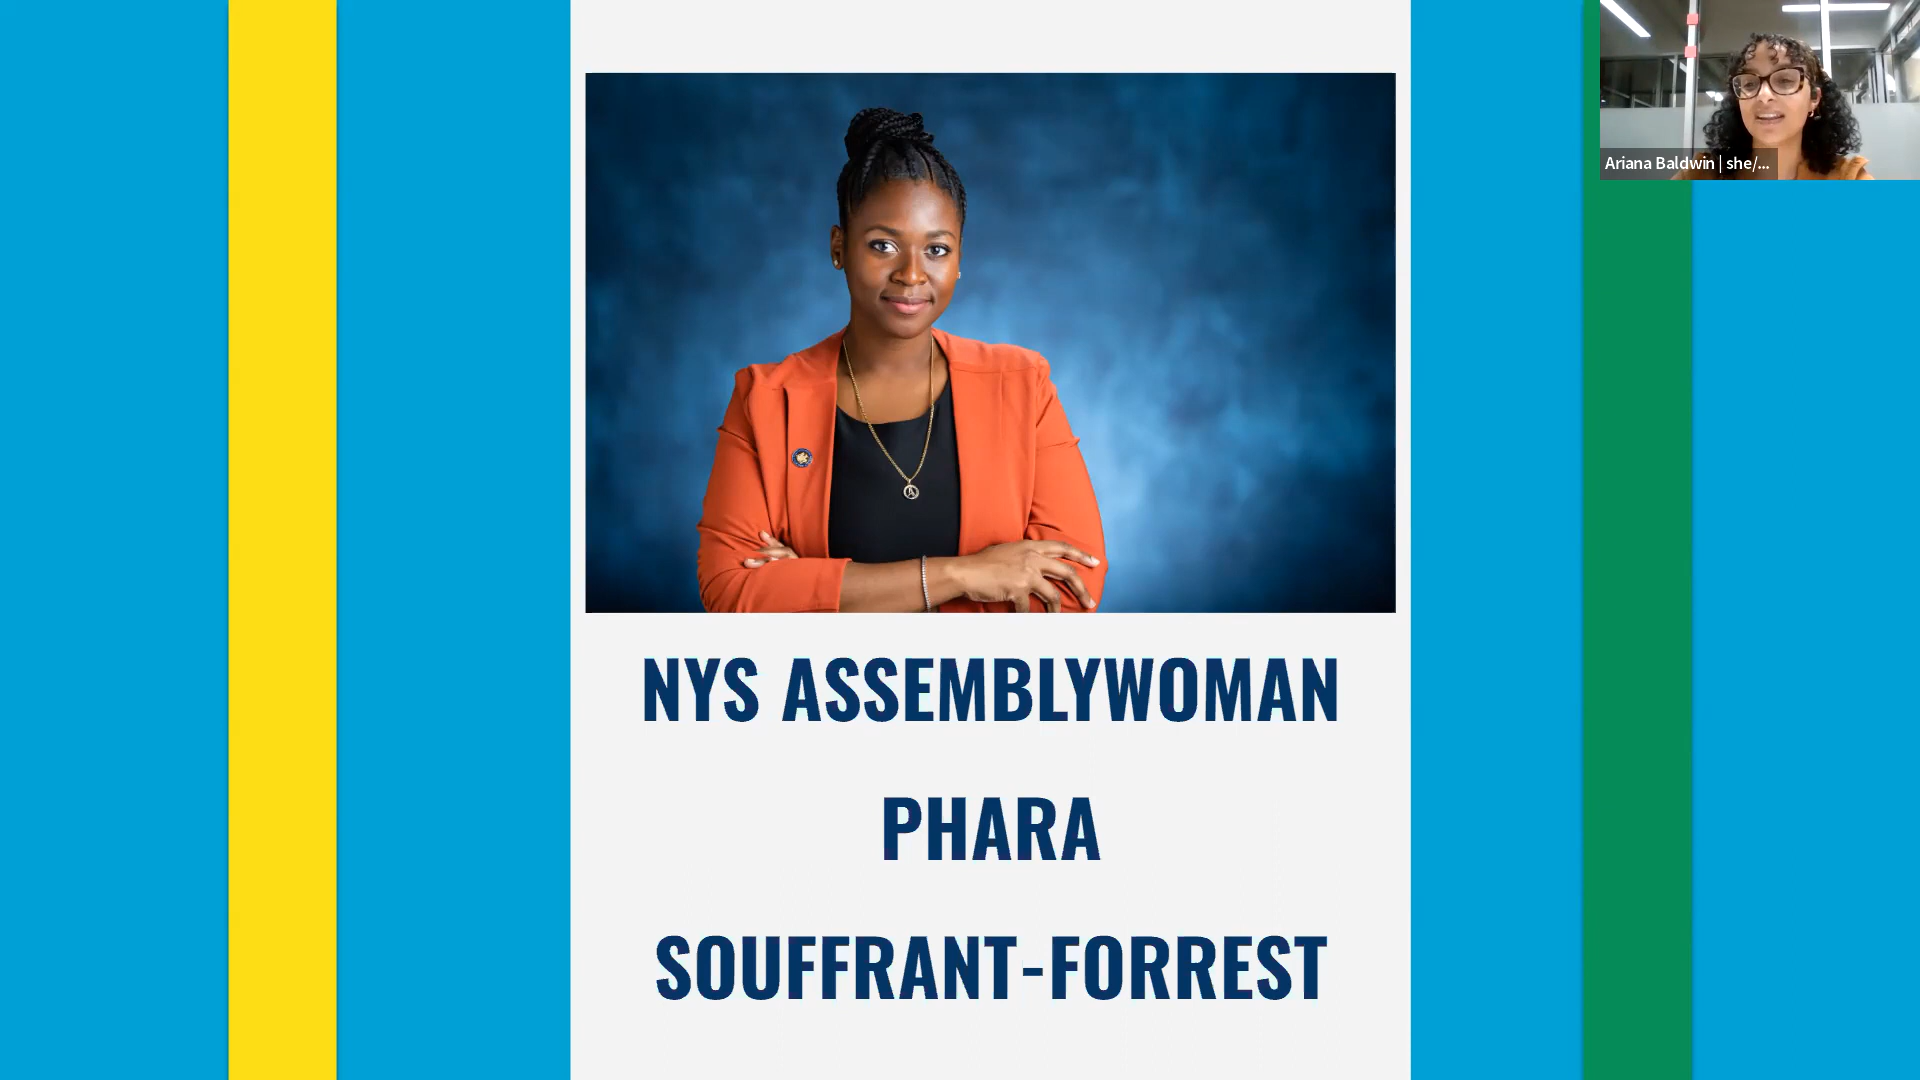 Ariana Baldwin | she/...
NYS ASSEMBLYWOMAN
PHARA
SOUFFRANT-FORREST